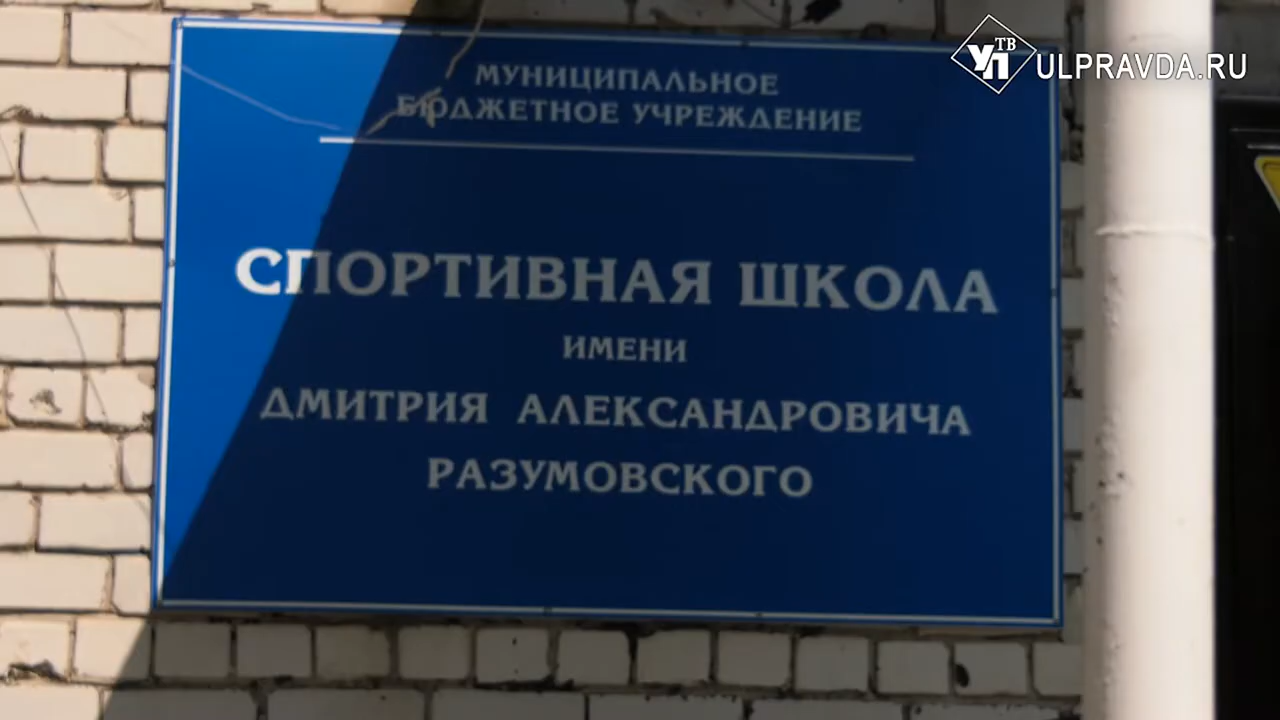 УП ТВ ULPRAVDA.RU
МУНИЦИПАЛЬНОЕ
БЮДЖЕТНОЕ УЧРЕЖДЕНИЕ
СПОРТИВНАЯ ШКОЛА
ИМЕНИ
ДМИТРИЯ АЛЕКСАНДРОВИЧА
РАЗУМОВСКОГО